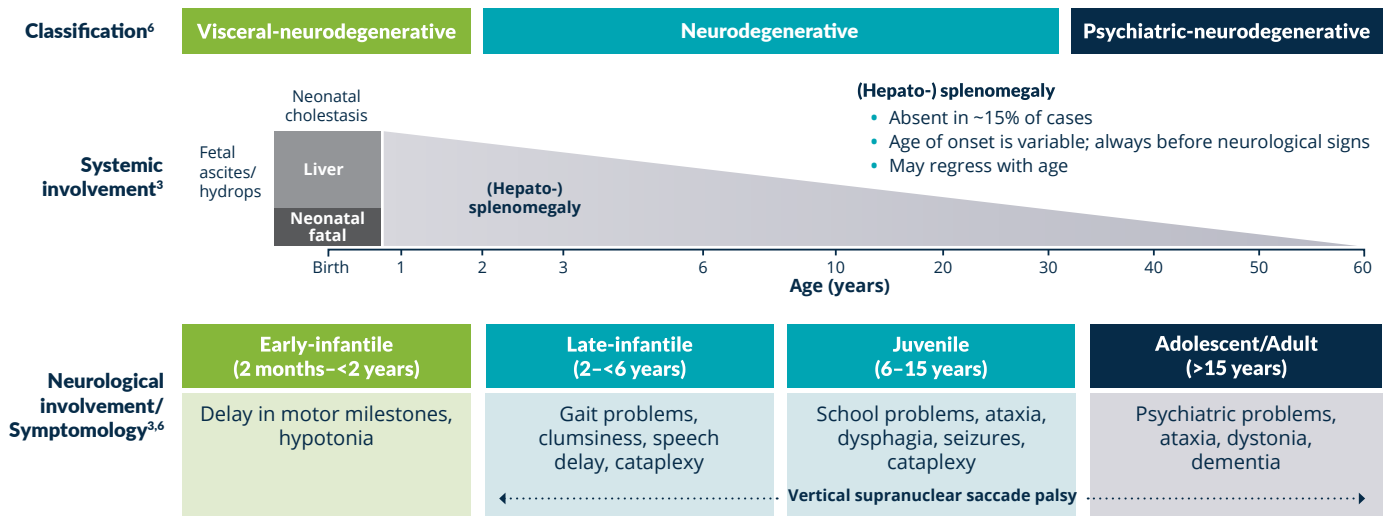 Classification⁶
Visceral-neurodegenerative
Neurodegenerative
Psychiatric-neurodegenerative
Systemic
involvement³
Neonatal
cholestasis
Fetal
ascites/
hydrops
Liver
Neonatal
fatal
(Hepato-)
splenomegaly
(Hepato-) splenomegaly
• Absent in ~15% of cases
• Age of onset is variable; always before neurological signs
• May regress with age
Birth 1 2 3 6 10 20 30 40 50 60
Age (years)
Neurological
involvement/
Symptomology³,⁶
Early-infantile
(2 months–<2 years)
Delay in motor milestones,
hypotonia
Late-infantile
(2–<6 years)
Gait problems,
clumsiness, speech
delay, cataplexy
Juvenile
(6–15 years)
School problems, ataxia,
dysphagia, seizures,
cataplexy
Adolescent/Adult
(>15 years)
Psychiatric problems,
ataxia, dystonia,
dementia
Vertical supranuclear saccade palsy